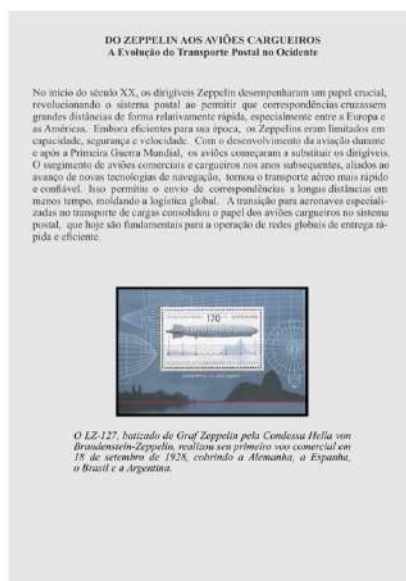 DO ZEPPELIN AOS AVIÕES CARGUEIROS
A Evolução do Transporte Postal no Ocidente
No início do século XX, os dirigíveis Zeppelin desempenharam um papel crucial,
revolucionando o sistema postal ao permitir que correspondências cruzassem
grandes distâncias de forma relativamente rápida, especialmente entre a Europa e
as Américas. Embora eficientes para sua época, os Zeppelins eram limitados em
capacidade, segurança e velocidade. Com o desenvolvimento da aviação durante
e após a Primeira Guerra Mundial, os aviões começaram a substituir os dirigíveis.
O surgimento de aviões comerciais e cargueiros nos anos subsequentes, aliados ao
avanço de novas tecnologias de navegação, tornou o transporte aéreo mais rápido
e confiável. Isso permitiu o envio de correspondências a longas distâncias em
menos tempo, moldando a logística global. A transição para aeronaves especiali-
zadas no transporte de cargas consolidou o papel dos aviões cargueiros no sistema
postal, que hoje são fundamentais para a operação de redes globais de entrega rá-
pida e eficiente.
170
O LZ-127, batizado de Graf Zeppelin pela Condessa Hella von
Brandenstein-Zeppelin, realizou seu primeiro voo comercial em
18 de setembro de 1928, cobrindo a Alemanha, a Espanha,
o Brasil e a Argentina.